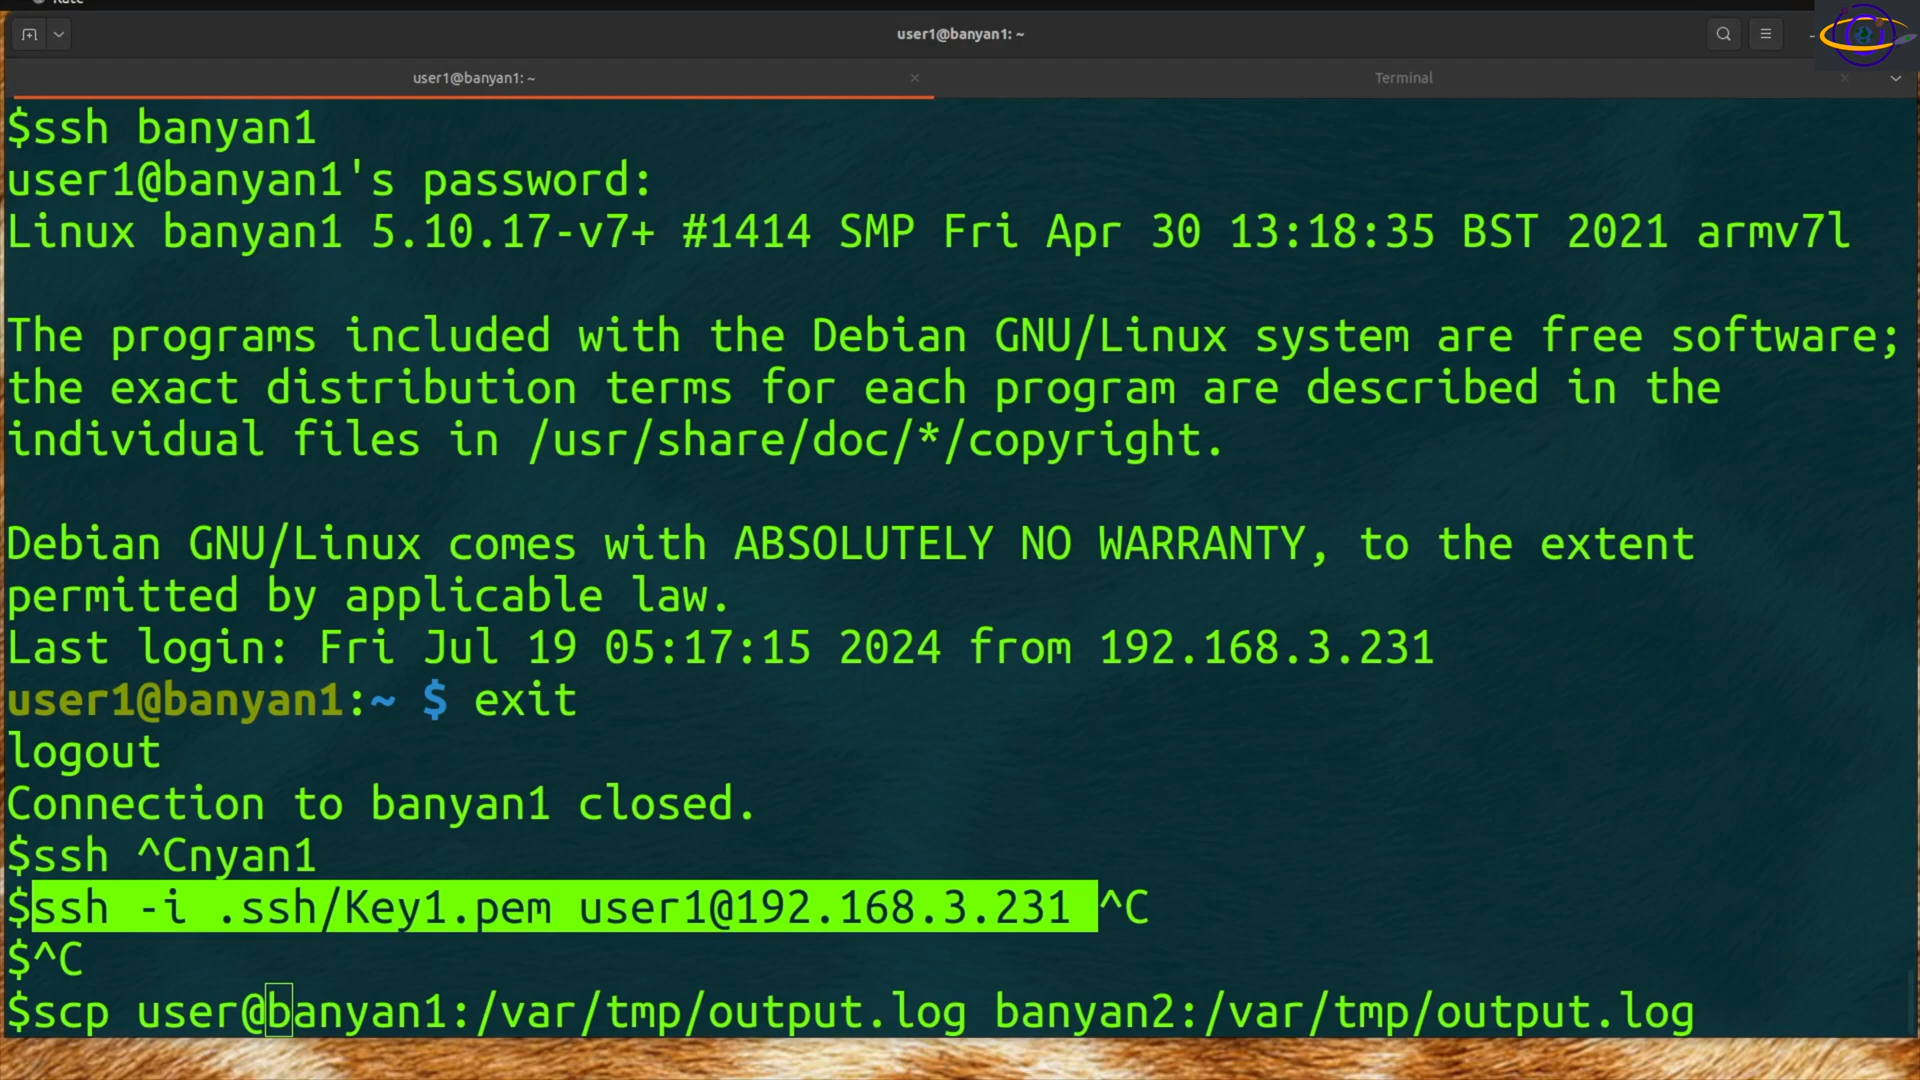 user1@banyan1: ~
user1@banyan1: ~
Terminal
$ssh banyan1
user1@banyan1's password:
Linux banyan1 5.10.17-v7+ #1414 SMP Fri Apr 30 13:18:35 BST 2021 armv7l
The programs included with the Debian GNU/Linux system are free software;
the exact distribution terms for each program are described in the
individual files in /usr/share/doc/*/copyright.
Debian GNU/Linux comes with ABSOLUTELY NO WARRANTY, to the extent
permitted by applicable law.
Last login: Fri Jul 19 05:17:15 2024 from 192.168.3.231
user1@banyan1:~ $ exit
logout
Connection to banyan1 closed.
$ssh ^Cnyan1
$ssh -i .ssh/Key1.pem user1@192.168.3.231 ^C
$^C
$scp user@banyan1:/var/tmp/output.log banyan2:/var/tmp/output.log